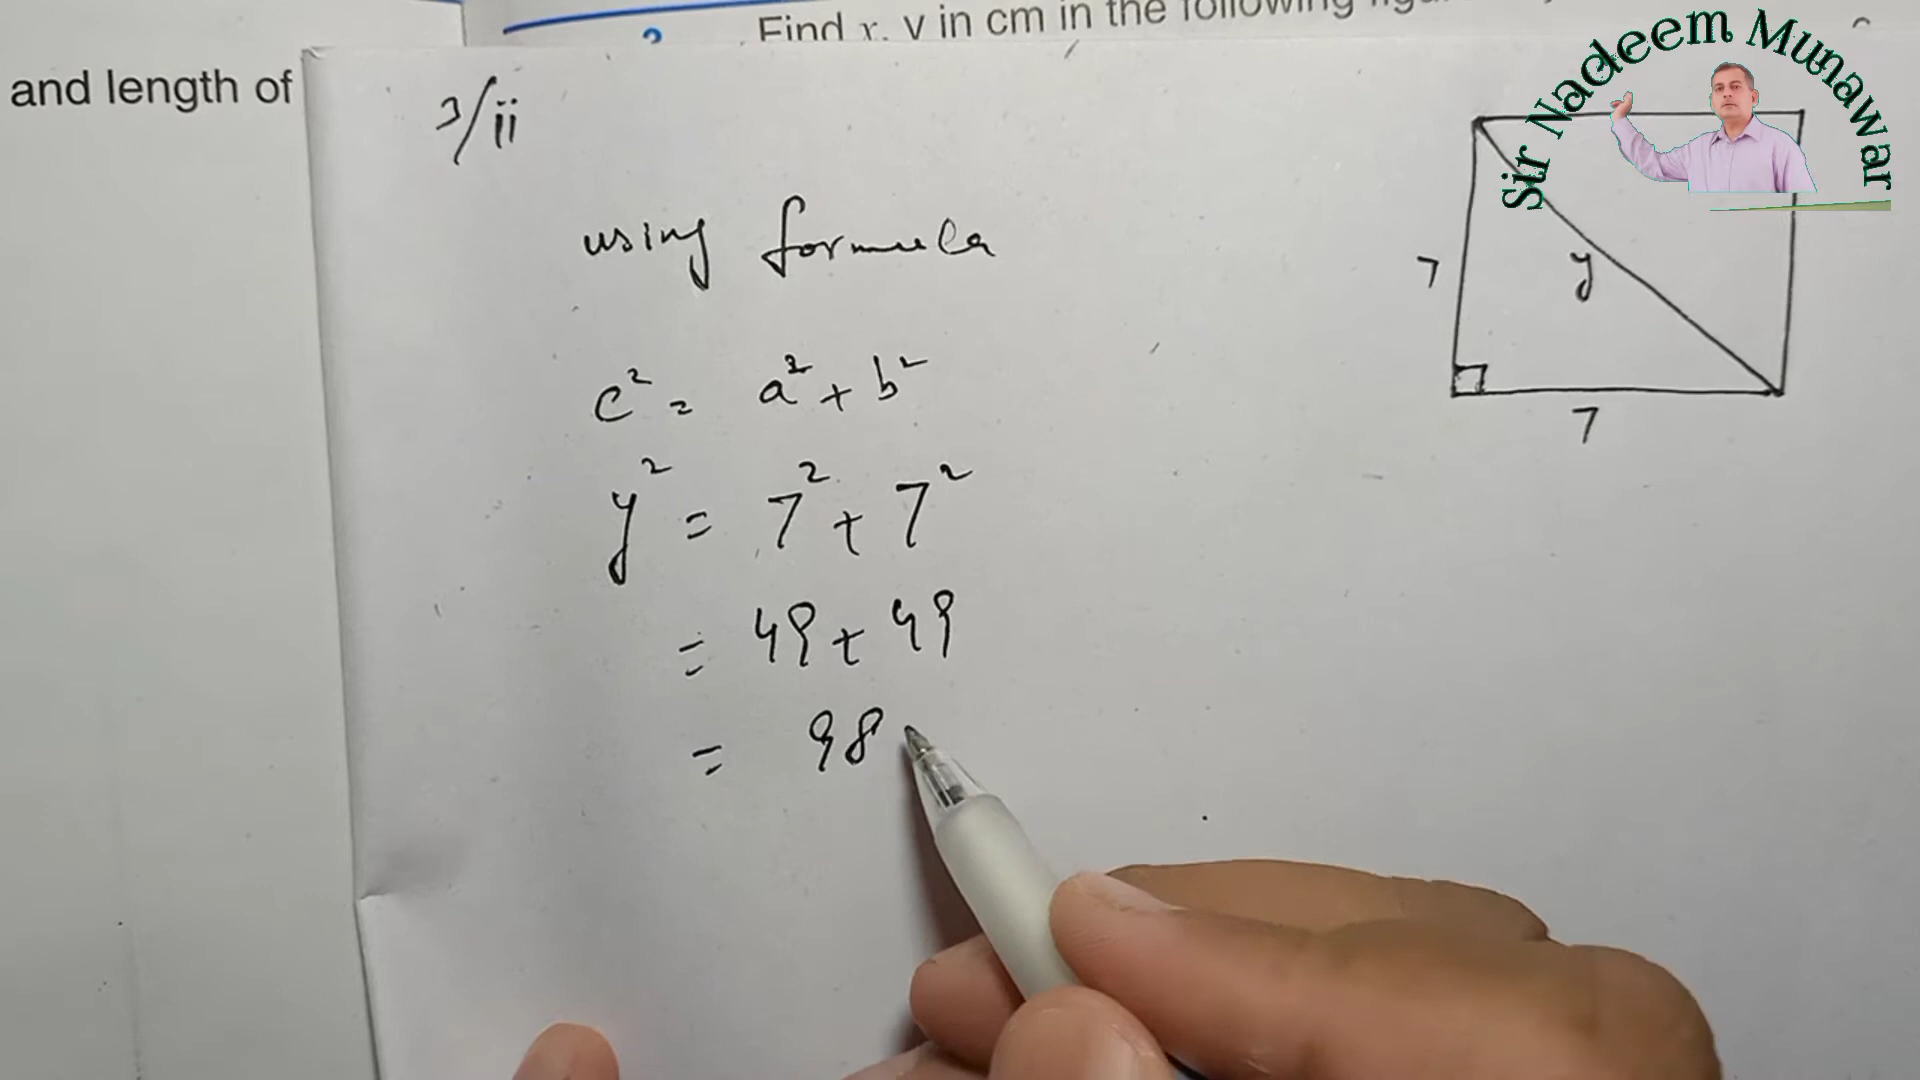 Find x, y in cm in the following
and length of
3/ii
using formula
c² = a² + b²
y² = 7² + 7²
= 49 + 49
= 98
7
y
7
Sir Nadeem Munawar